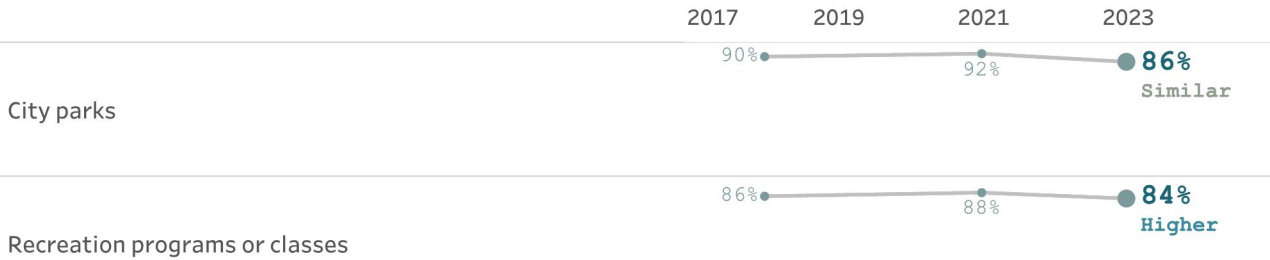 2017 2019 2021 2023
90% 86%
92%
Similar
City parks
86% 84%
88%
Higher
Recreation programs or classes